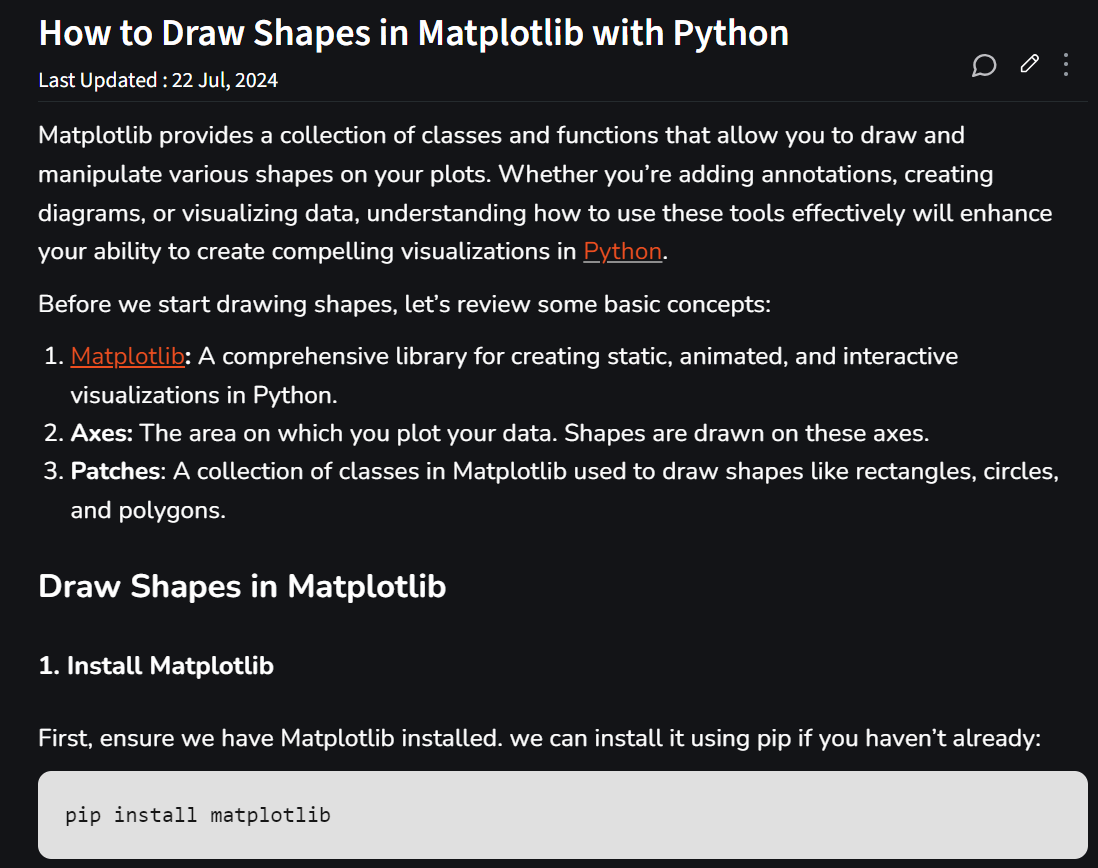 How to Draw Shapes in Matplotlib with Python
Last Updated : 22 Jul, 2024
Matplotlib provides a collection of classes and functions that allow you to draw and
manipulate various shapes on your plots. Whether you’re adding annotations, creating
diagrams, or visualizing data, understanding how to use these tools effectively will enhance
your ability to create compelling visualizations in Python.
Before we start drawing shapes, let’s review some basic concepts:
1. Matplotlib: A comprehensive library for creating static, animated, and interactive
visualizations in Python.
2. Axes: The area on which you plot your data. Shapes are drawn on these axes.
3. Patches: A collection of classes in Matplotlib used to draw shapes like rectangles, circles,
and polygons.
Draw Shapes in Matplotlib
1. Install Matplotlib
First, ensure we have Matplotlib installed. we can install it using pip if you haven’t already:
pip install matplotlib